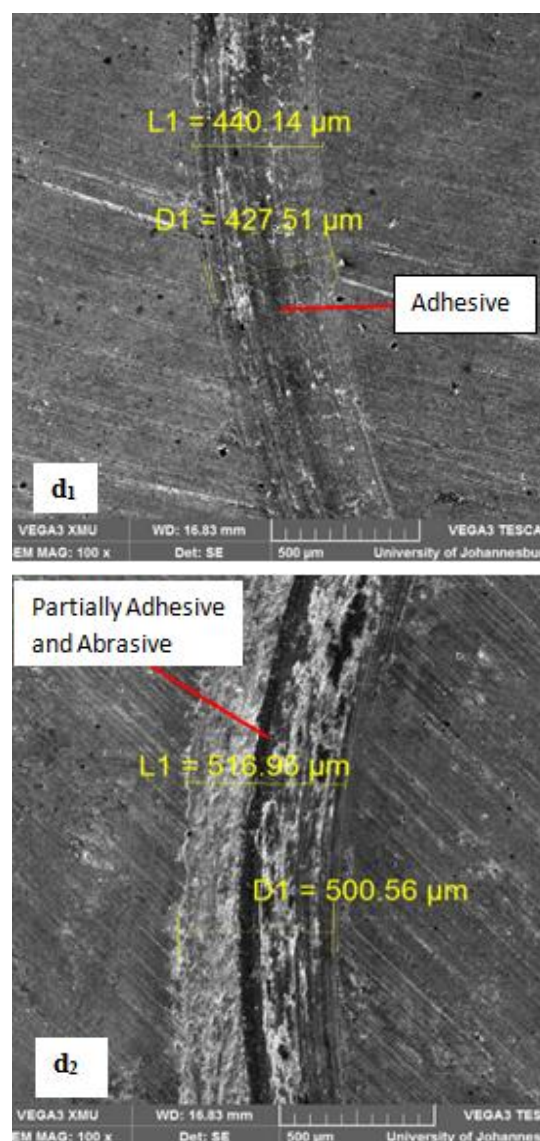 L1 = 440.14 µm
D1 = 427.51 µm
Adhesive
d₁
VEGA3 XMU WD: 16.83 mm VEGA3 TESCA
EM MAG: 100 x Det: SE 500 µm University of Johannesbu
Partially Adhesive
and Abrasive
L1 = 516.96 µm
D1 = 500.56 µm
d₂
VEGA3 XMU WD: 16.83 mm VEGA3 TES
EM MAG: 100 x Det: SE 500 µm University of Johann